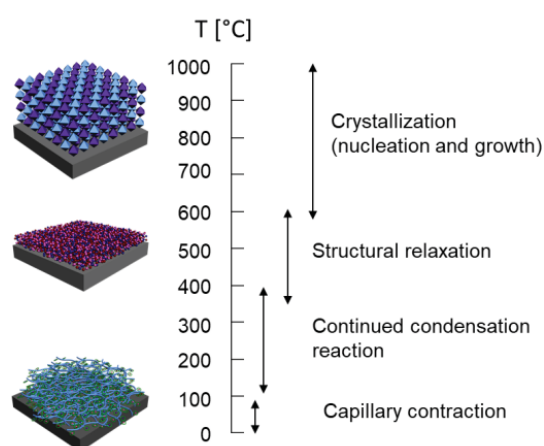 T [°C]
1000
900
800
700
600
500
400
300
200
100
0
Crystallization
(nucleation and growth)
Structural relaxation
Continued condensation
reaction
Capillary contraction